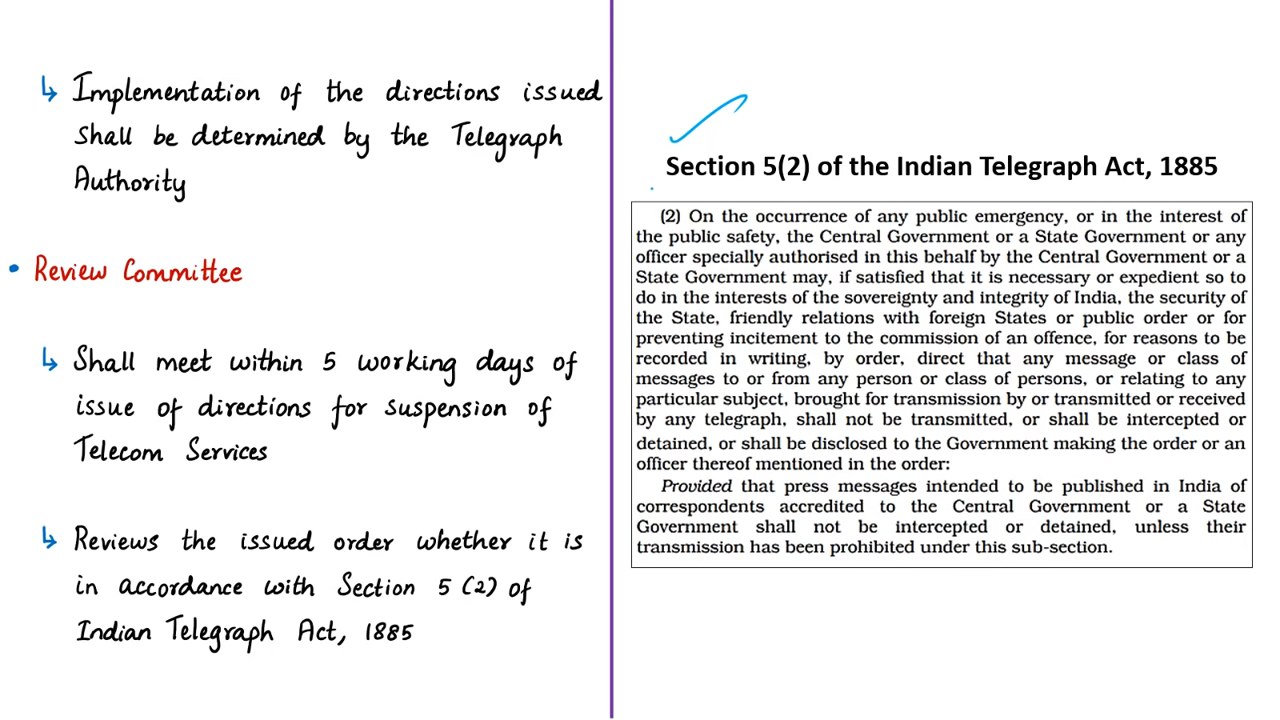 ↳ Implementation of the directions issued
Shall be determined by the Telegraph
Authority
• Review Committee
↳ Shall meet within 5 working days of
issue of directions for suspension of
Telecom Services
↳ Reviews the issued order whether it is
in accordance with Section 5 (2) of
Indian Telegraph Act, 1885
Section 5(2) of the Indian Telegraph Act, 1885
(2) On the occurrence of any public emergency, or in the interest of
the public safety, the Central Government or a State Government or any
officer specially authorised in this behalf by the Central Government or a
State Government may, if satisfied that it is necessary or expedient so to
do in the interests of the sovereignty and integrity of India, the security of
the State, friendly relations with foreign States or public order or for
preventing incitement to the commission of an offence, for reasons to be
recorded in writing, by order, direct that any message or class of
messages to or from any person or class of persons, or relating to any
particular subject, brought for transmission by or transmitted or received
by any telegraph, shall not be transmitted, or shall be intercepted or
detained, or shall be disclosed to the Government making the order or an
officer thereof mentioned in the order:
Provided that press messages intended to be published in India of
correspondents accredited to the Central Government or a State
Government shall not be intercepted or detained, unless their
transmission has been prohibited under this sub-section.